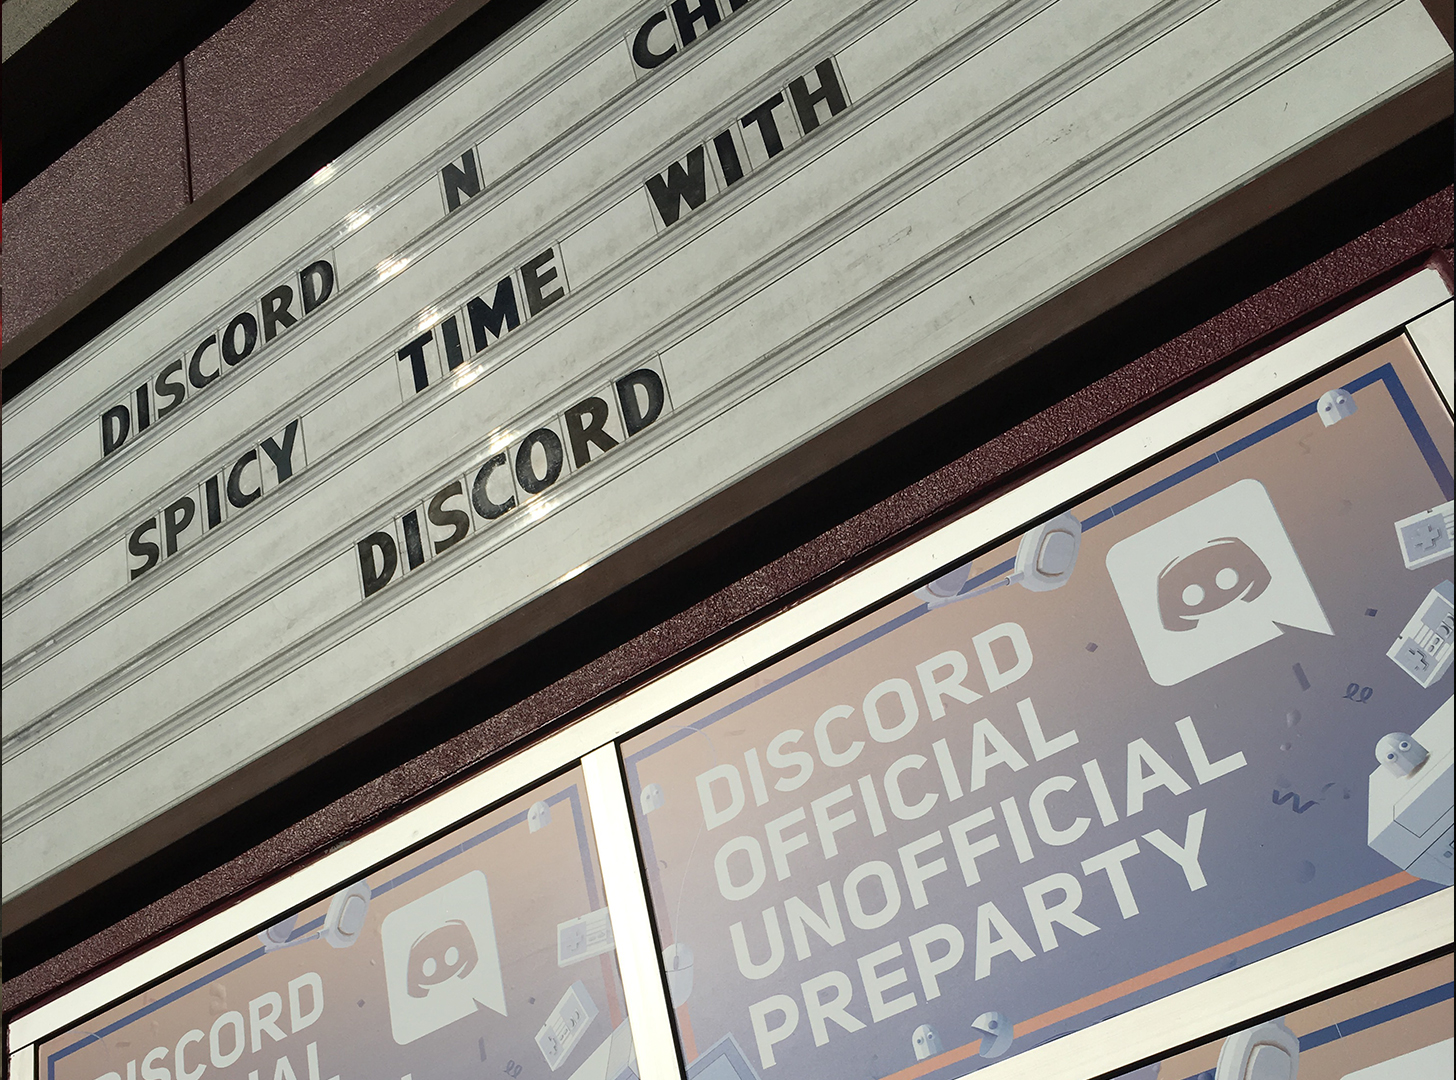 DISCORD N
SPICY TIME WITH
DISCORD
DISCORD
OFFICIAL
UNOFFICIAL
PREPARTY
DISCORD